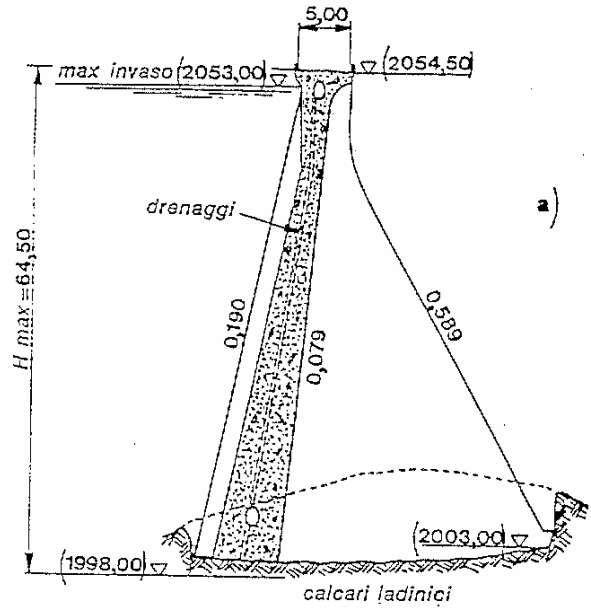 5,00
max invaso (2053,00)
(2054,50)
a)
drenaggi
H max = 64,50
0,190
0,079
0,589
(2003,00)
(1998,00)
calcari ladinici